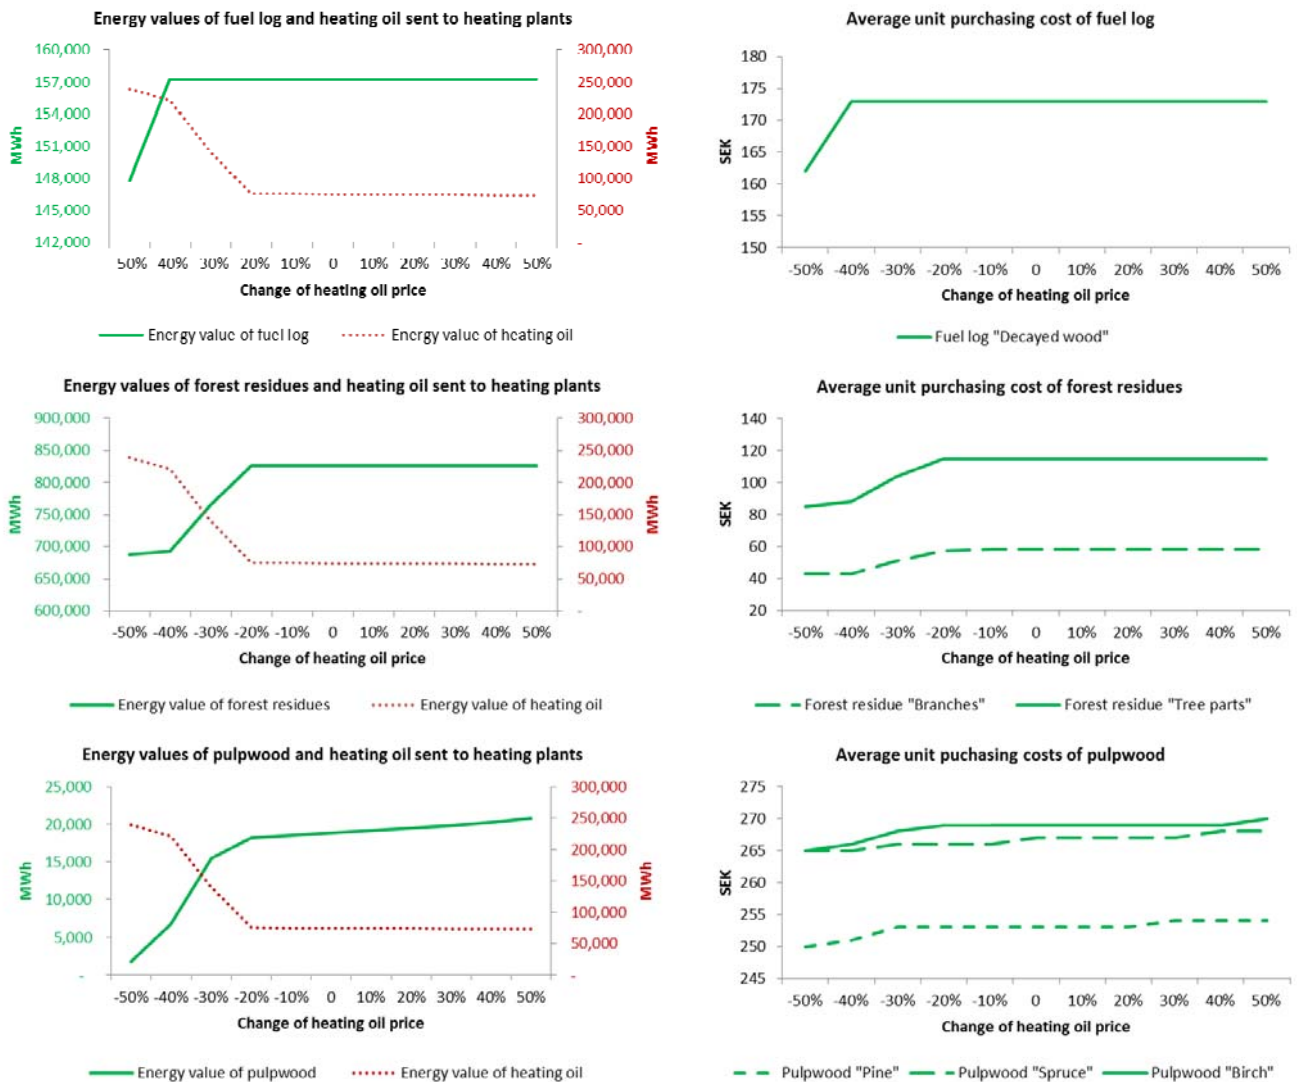 Energy values of fuel log and heating oil sent to heating plants
160,000
157,000
154,000
151,000
148,000
145,000
142,000
MWh
300,000
250,000
200,000
150,000
100,000
50,000
-
MWh
50% 40% 30% 20% 10% 0 10% 20% 30% 40% 50%
Change of heating oil price
Energy value of fuel log Energy value of heating oil
Average unit purchasing cost of fuel log
180
175
170
165
160
155
150
SEK
-50% -40% -30% -20% -10% 0 10% 20% 30% 40% 50%
Change of heating oil price
Fuel log "Decayed wood"
Energy values of forest residues and heating oil sent to heating plants
900,000
850,000
800,000
750,000
700,000
650,000
600,000
MWh
300,000
250,000
200,000
150,000
100,000
50,000
-
MWh
-50% -40% -30% -20% -10% 0 10% 20% 30% 40% 50%
Change of heating oil price
Energy value of forest residues Energy value of heating oil
Average unit purchasing cost of forest residues
140
120
100
80
60
40
20
SEK
-50% -40% -30% -20% -10% 0 10% 20% 30% 40% 50%
Change of heating oil price
Forest residue "Branches" Forest residue "Tree parts"
Energy values of pulpwood and heating oil sent to heating plants
25,000
20,000
15,000
10,000
5,000
-
MWh
300,000
250,000
200,000
150,000
100,000
50,000
-
MWh
-50% -40% -30% -20% -10% 0 10% 20% 30% 40% 50%
Change of heating oil price
Energy value of pulpwood Energy value of heating oil
Average unit puchasing costs of pulpwood
275
270
265
260
255
250
245
SEK
-50% -40% -30% -20% -10% 0 10% 20% 30% 40% 50%
Change of heating oil price
Pulpwood "Pine" Pulpwood "Spruce" Pulpwood "Birch"